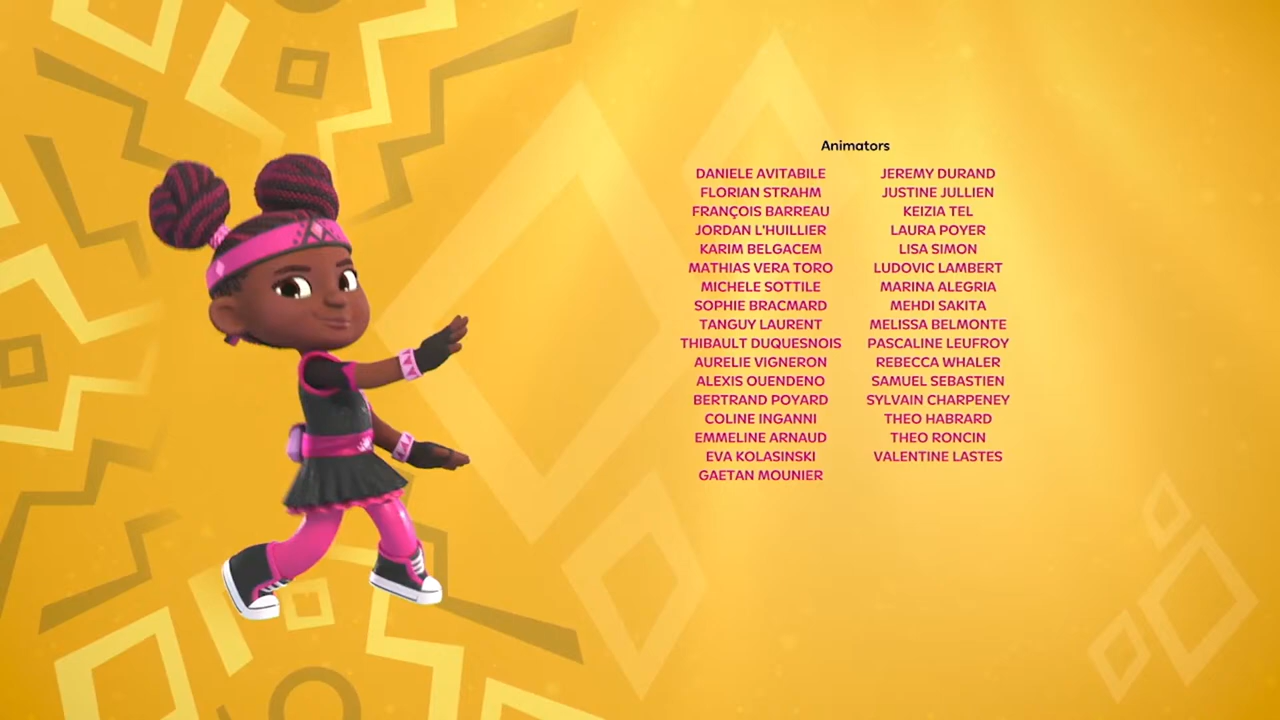 Animators
DANIELE AVITABILE
FLORIAN STRAHM
FRANÇOIS BARREAU
JORDAN L'HUILLIER
KARIM BELGACEM
MATHIAS VERA TORO
MICHELE SOTTILE
SOPHIE BRACMARD
TANGUY LAURENT
THIBAULT DUQUESNOIS
AURELIE VIGNERON
ALEXIS OUENDENO
BERTRAND POYARD
COLINE INGANNI
EMMELINE ARNAUD
EVA KOLASINSKI
GAETAN MOUNIER
JEREMY DURAND
JUSTINE JULLIEN
KEIZIA TEL
LAURA POYER
LISA SIMON
LUDOVIC LAMBERT
MARINA ALEGRIA
MEHDI SAKITA
MELISSA BELMONTE
PASCALINE LEUFROY
REBECCA WHALER
SAMUEL SEBASTIEN
SYLVAIN CHARPENEY
THEO HABRARD
THEO RONCIN
VALENTINE LASTES